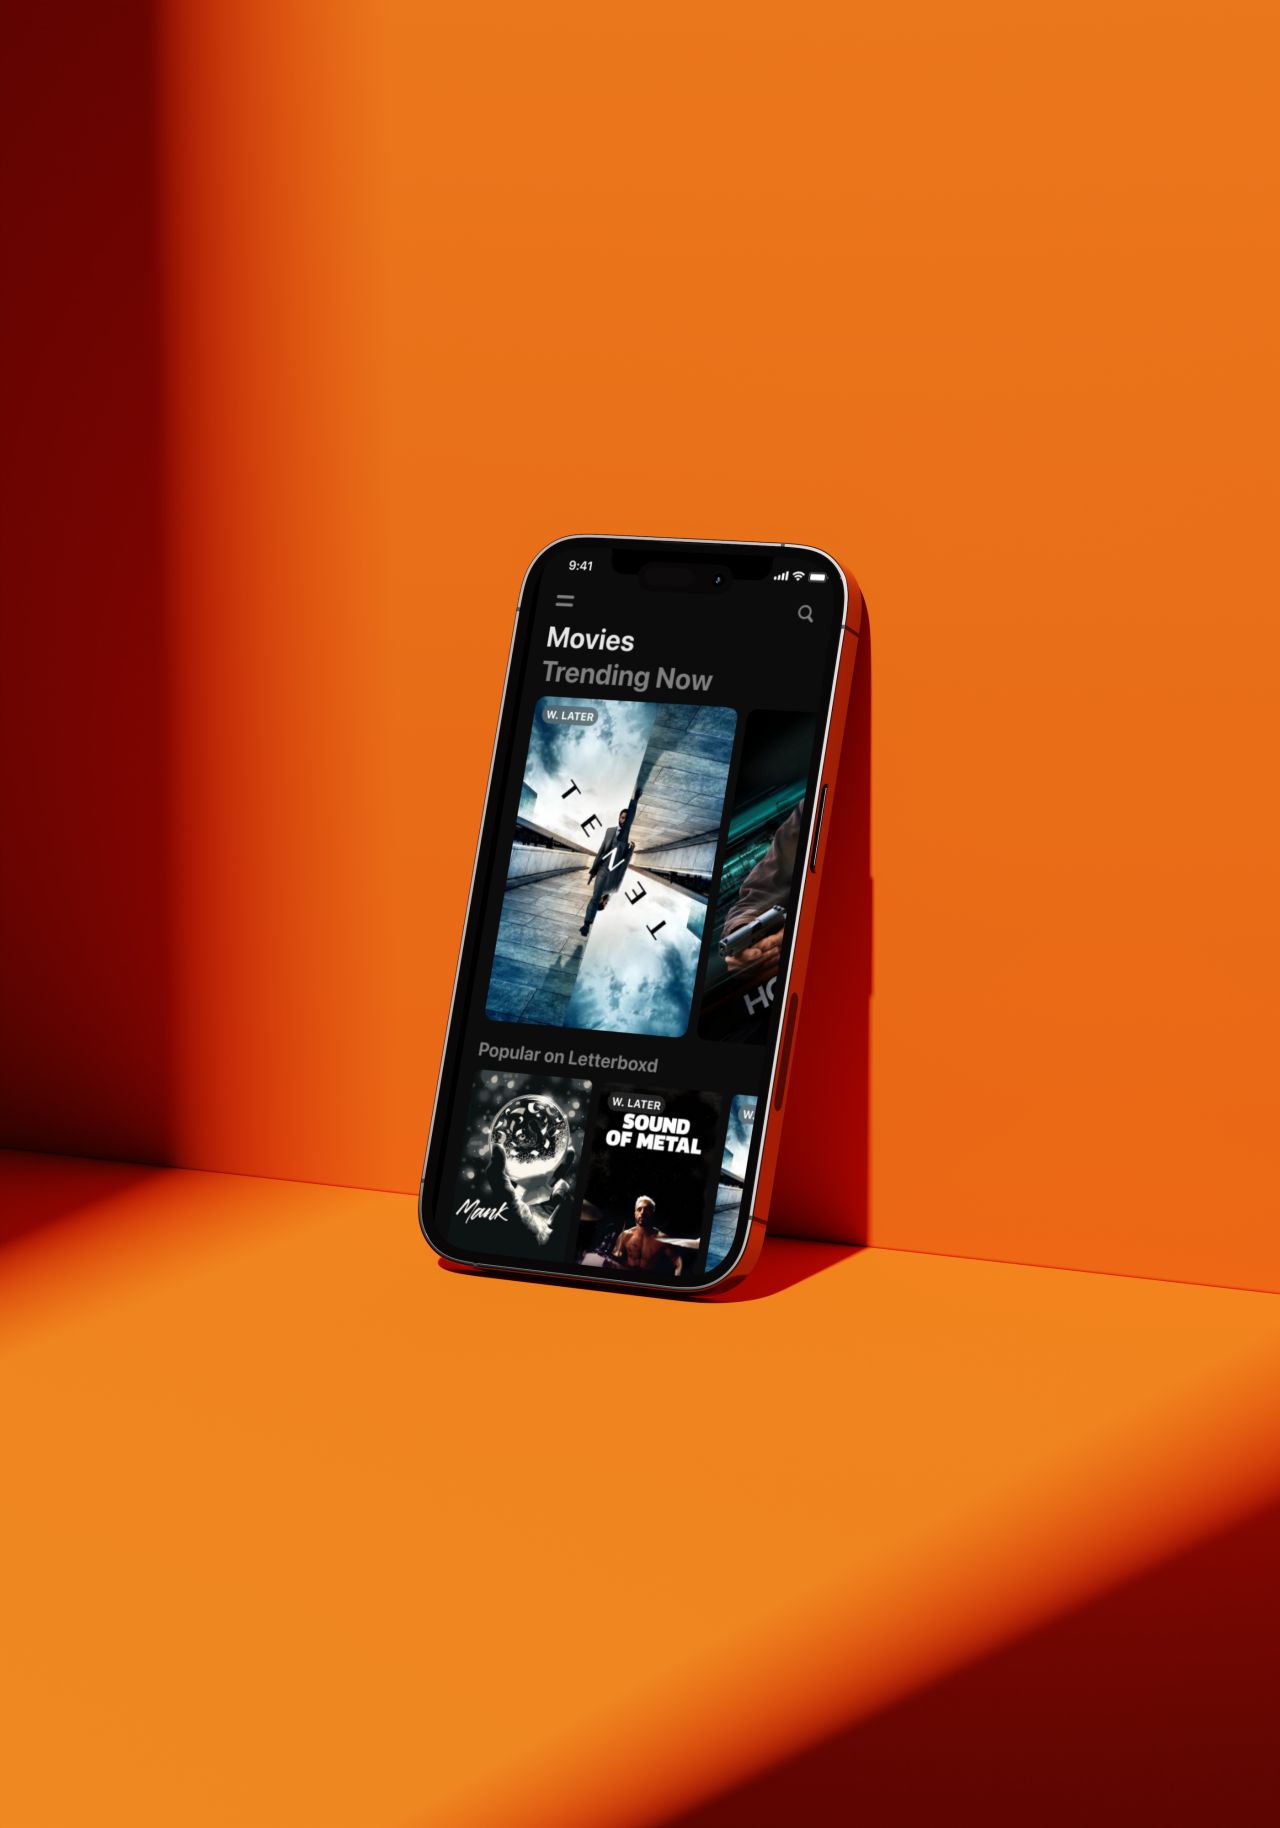 9:41
Movies
Trending Now
W. LATER
TENET
HO
Popular on Letterboxd
Mank
W. LATER
SOUND
OF METAL
W.